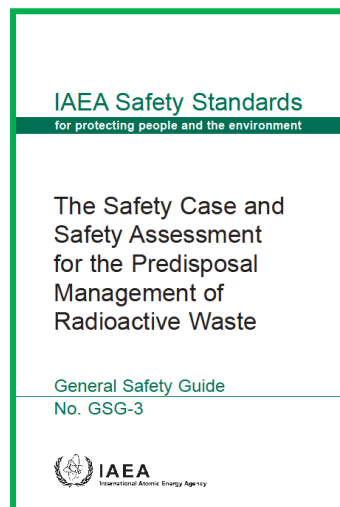 IAEA Safety Standards
for protecting people and the environment
The Safety Case and
Safety Assessment
for the Predisposal
Management of
Radioactive Waste
General Safety Guide
No. GSG-3
IAEA
International Atomic Energy Agency